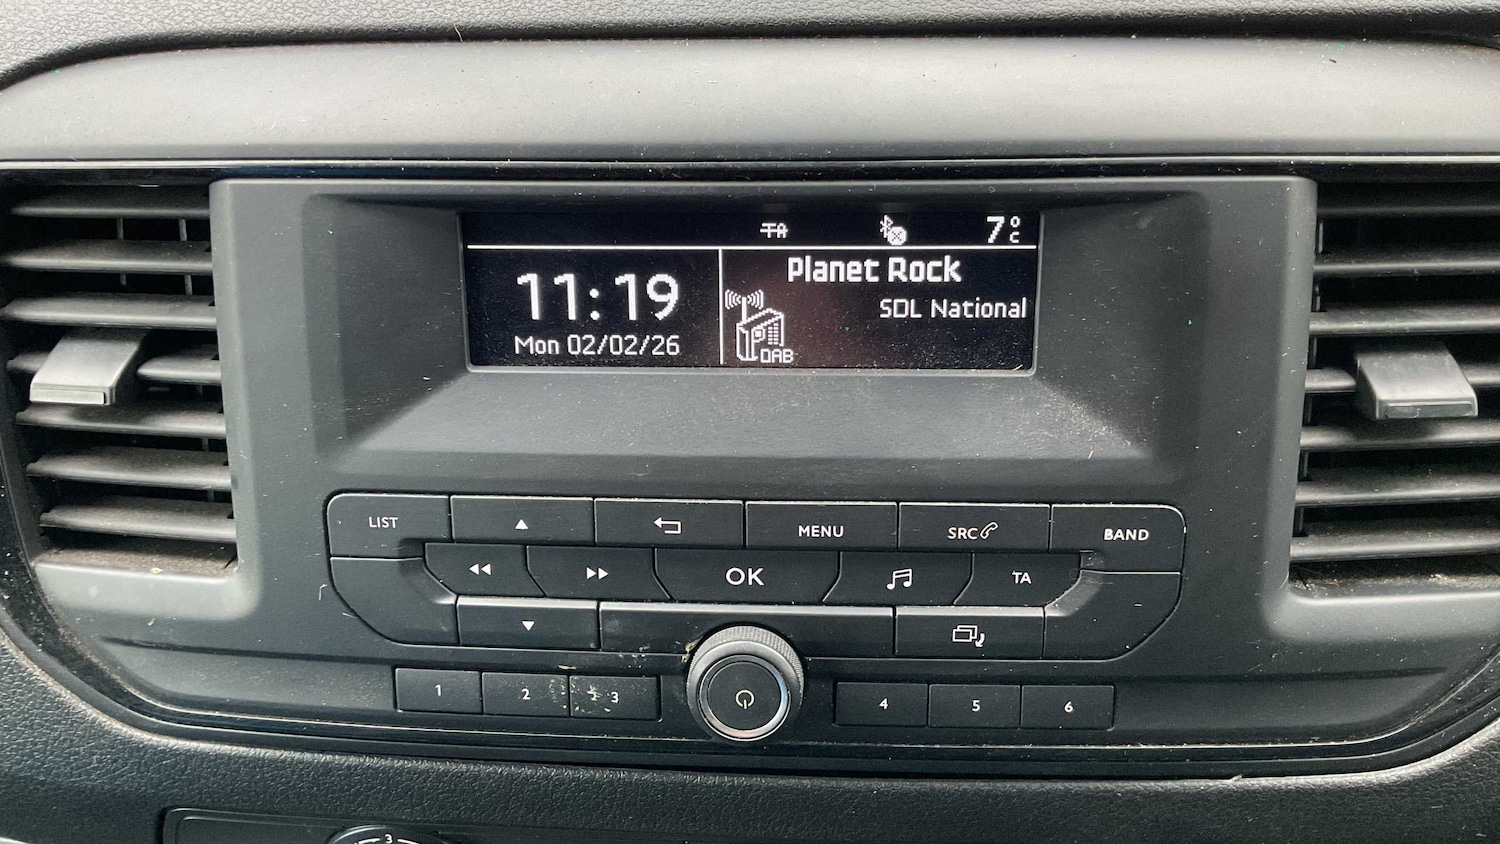 TA
7°C
11:19
Mon 02/02/26
Planet Rock
SDL National
DAB
LIST
MENU
SRC
BAND
OK
TA
1
2
3
4
5
6
3